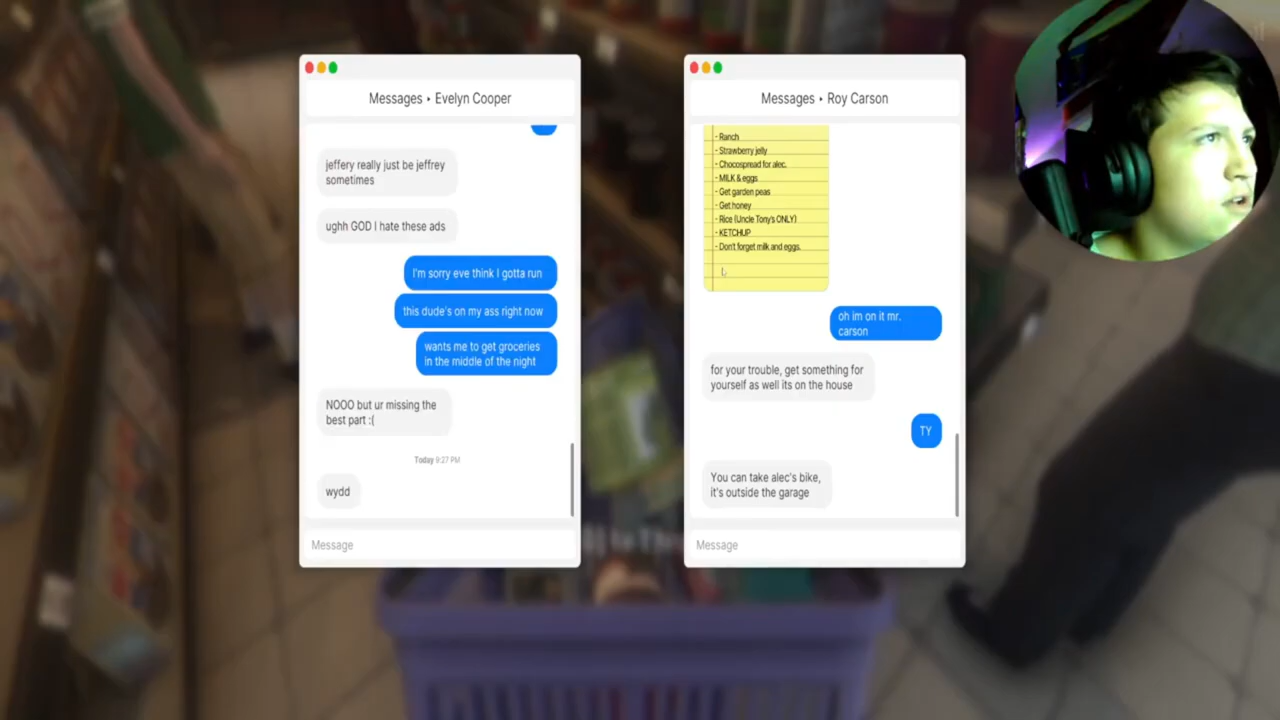 Messages ‣ Evelyn Cooper
jeffery really just be jeffrey
sometimes
ughh GOD I hate these ads
I'm sorry eve think I gotta run
this dude's on my ass right now
wants me to get groceries
in the middle of the night
NOOO but ur missing the
best part :(
Today 9:27 PM
wydd
Message
Messages ‣ Roy Carson
- Ranch
- Strawberry jelly
- Chocospread for alec.
- MILK & eggs
- Get garden peas
- Get honey
- Rice (Uncle Tony's ONLY)
- KETCHUP
- Don't forget milk and eggs.
oh im on it mr.
carson
for your trouble, get something for
yourself as well its on the house
TY
You can take alec's bike,
it's outside the garage
Message